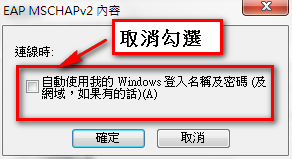 EAP MSCHAPv2 內容
取消勾選
連線時:
自動使用我的 Windows 登入名稱及密碼 (及
網域，如果有的話)(A)
確定
取消